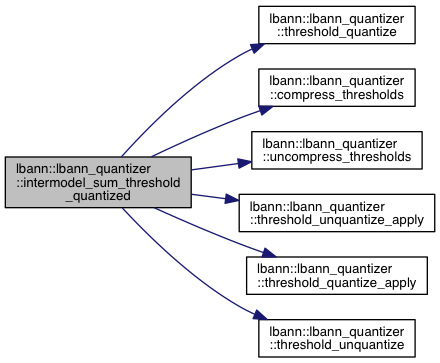 lbann::lbann_quantizer
::intermodel_sum_threshold
_quantized
lbann::lbann_quantizer
::threshold_quantize
lbann::lbann_quantizer
::compress_thresholds
lbann::lbann_quantizer
::uncompress_thresholds
lbann::lbann_quantizer
::threshold_unquantize_apply
lbann::lbann_quantizer
::threshold_quantize_apply
lbann::lbann_quantizer
::threshold_unquantize